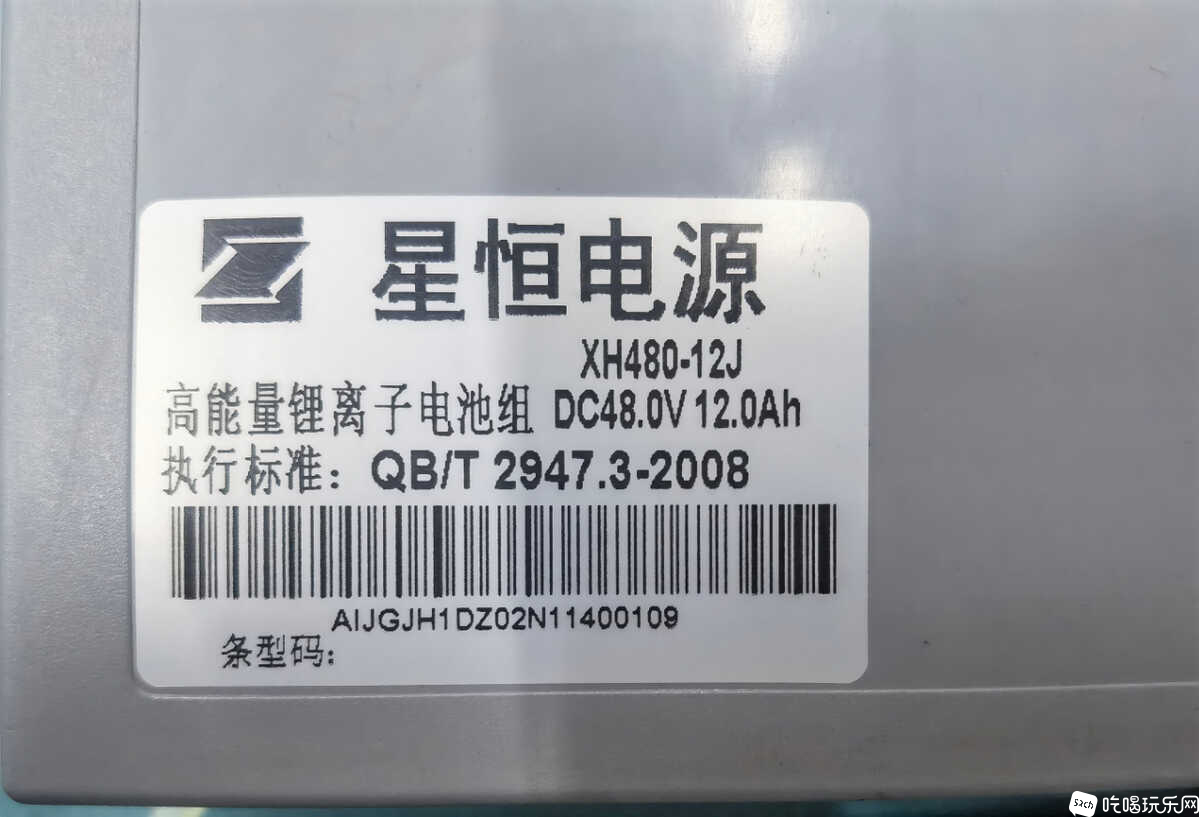 星恒电源
XH480-12J
高能量锂离子电池组 DC48.0V 12.0Ah
执行标准：QB/T 2947.3-2008
AIJGJH1DZ02N11400109
条型码：
sach 吃喝玩乐网